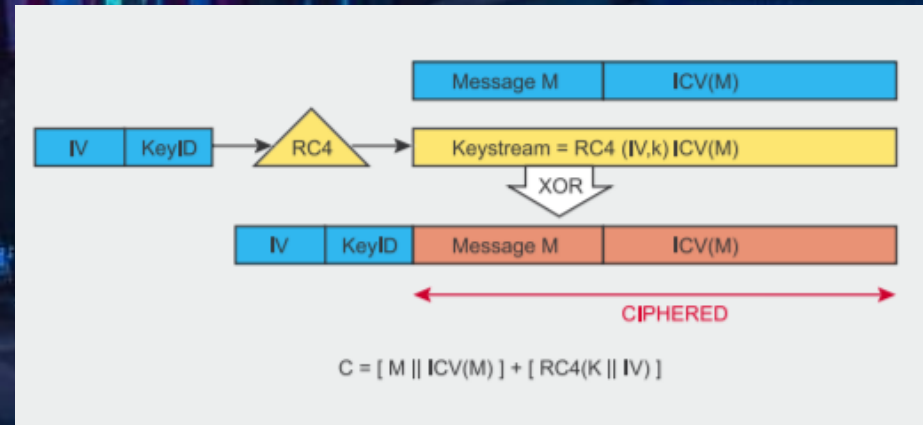 Message M ICV(M)
IV KeyID RC4 Keystream = RC4 (IV,k) ICV(M)
XOR
IV KeyID Message M ICV(M)
CIPHERED
C = [ M || ICV(M) ] + [ RC4(K || IV) ]